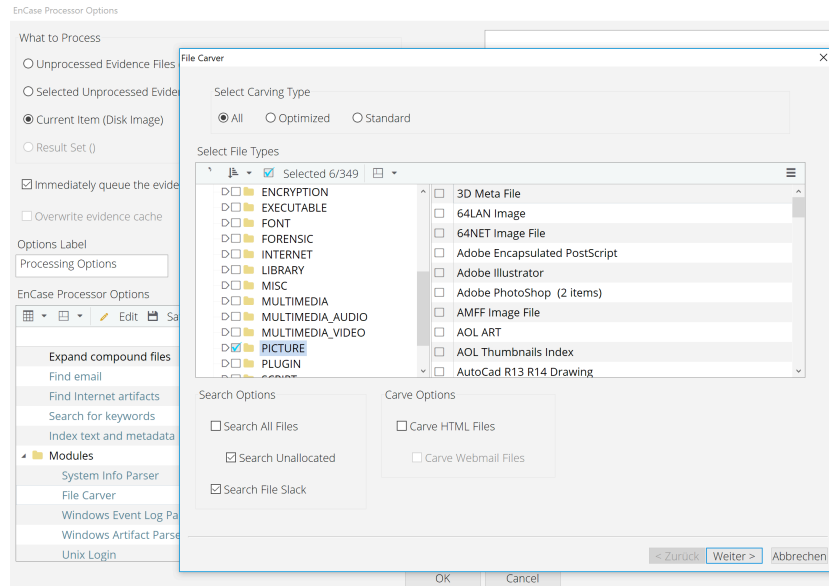 EnCase Processor Options
What to Process
Unprocessed Evidence Files
Selected Unprocessed Evide
Current Item (Disk Image)
Result Set ()
Immediately queue the evide
Overwrite evidence cache
Options Label
Processing Options
EnCase Processor Options
Edit Sa
Expand compound files
Find email
Find Internet artifacts
Search for keywords
Index text and metadata
Modules
System Info Parser
File Carver
Windows Event Log Pa
Windows Artifact Parse
Unix Login
OK Cancel
File Carver
Select Carving Type
All Optimized Standard
Select File Types
Selected 6/349
ENCRYPTION
EXECUTABLE
FONT
FORENSIC
INTERNET
LIBRARY
MISC
MULTIMEDIA
MULTIMEDIA_AUDIO
MULTIMEDIA_VIDEO
PICTURE
PLUGIN
SCRIPT
3D Meta File
64LAN Image
64NET Image File
Adobe Encapsulated PostScript
Adobe Illustrator
Adobe PhotoShop (2 items)
AMFF Image File
AOL ART
AOL Thumbnails Index
AutoCad R13 R14 Drawing
Search Options
Search All Files
Search Unallocated
Search File Slack
Carve Options
Carve HTML Files
Carve Webmail Files
< Zurück Weiter > Abbrechen